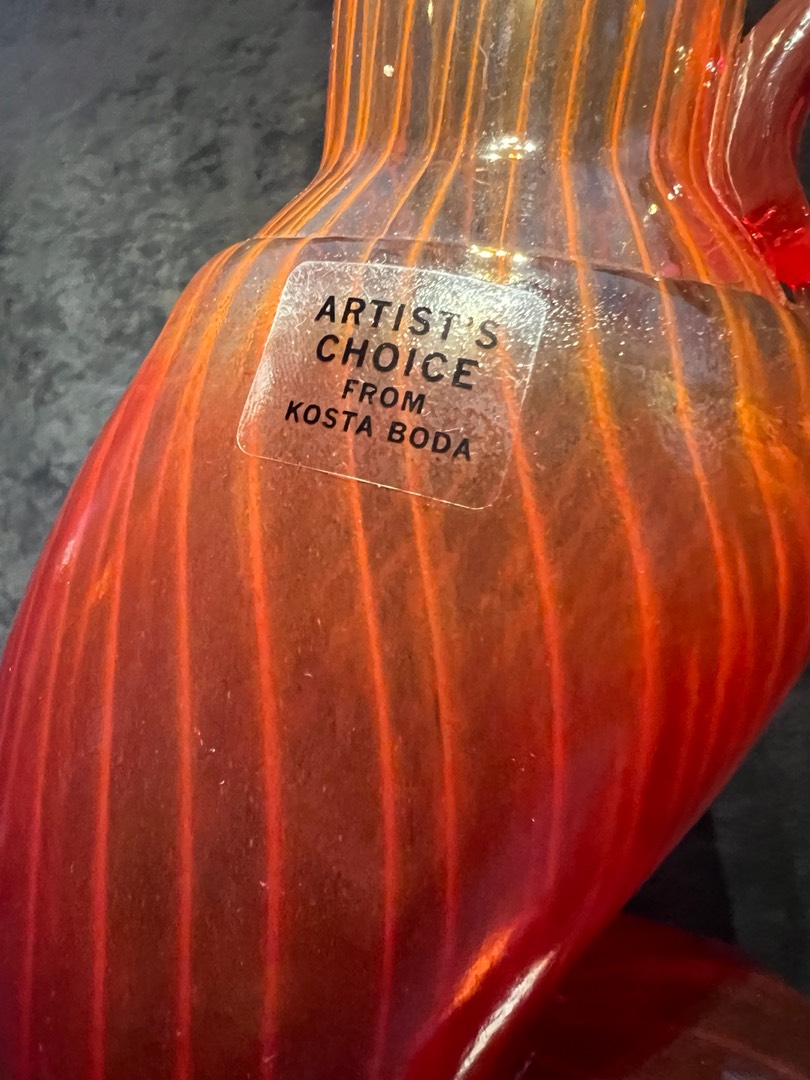 ARTIST'S
CHOICE
FROM
KOSTA BODA